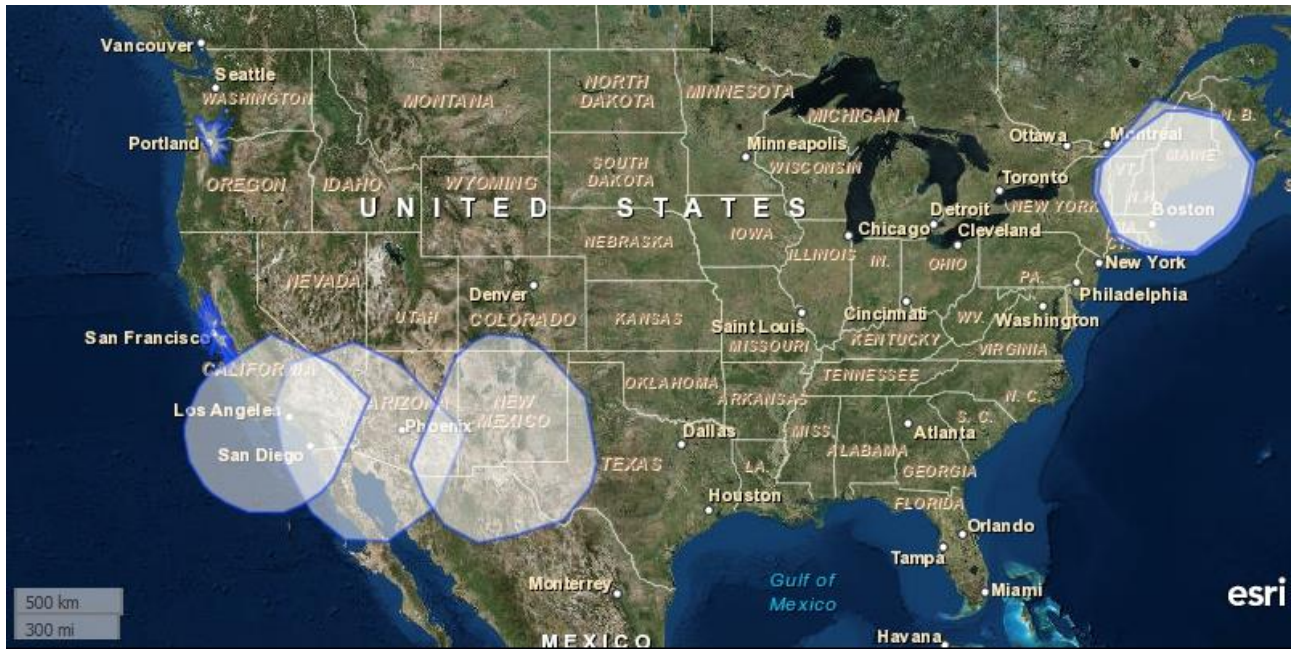 Vancouver
Seattle
WASHINGTON
Portland
OREGON
IDAHO
MONTANA
NORTH
DAKOTA
MINNESOTA
Minneapolis
WISCONSIN
MICHIGAN
Ottawa
Montréal
MAINE
N. B.
VT.
N.H.
Boston
Toronto
NEW YORK
SOUTH
DAKOTA
WYOMING
UNITED STATES
NEBRASKA
IOWA
Chicago
Detroit
Cleveland
ILLINOIS
IN.
OHIO
PA.
New York
Philadelphia
NEVADA
UTAH
Denver
COLORADO
KANSAS
Saint Louis
MISSOURI
Cincinnati
KENTUCKY
WV.
Washington
VIRGINIA
San Francisco
CALIFORNIA
Los Angeles
San Diego
ARIZONA
Phoenix
NEW
MEXICO
OKLAHOMA
ARKANSAS
TENNESSEE
N. C.
S. C.
Atlanta
Dallas
TEXAS
LA.
MISS.
ALABAMA
GEORGIA
Houston
FLORIDA
Orlando
Tampa
Miami
Gulf of
Mexico
Monterrey
MEXICO
Havana
500 km
300 mi
esri